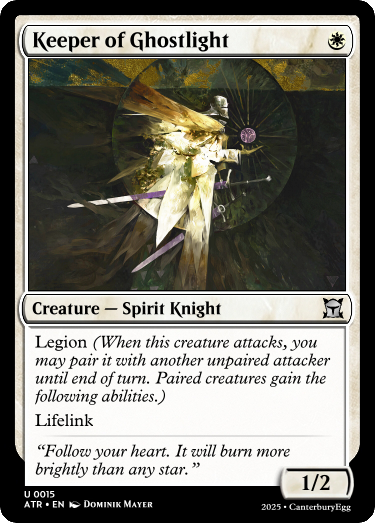 Keeper of Ghostlight
Creature — Spirit Knight
Legion (When this creature attacks, you
may pair it with another unpaired attacker
until end of turn. Paired creatures gain the
following abilities.)
Lifelink
“Follow your heart. It will burn more
brightly than any star.”
1/2
U 0015
ATR • EN Dominik Mayer
2025 • CanterburyEgg